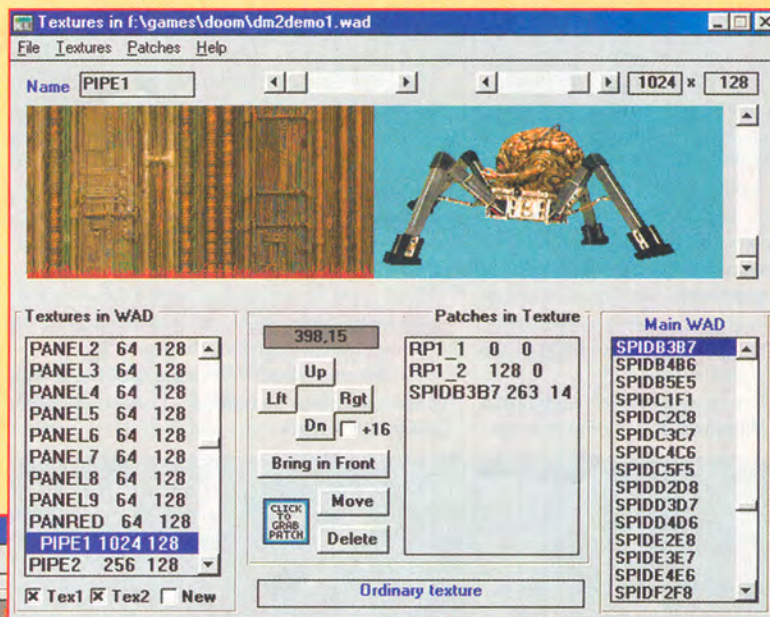 Textures in f:\games\doom\dm2demo1.wad
File Textures Patches Help
Name PIPE1
1024 x 128
Textures in WAD
PANEL2 64 128
PANEL3 64 128
PANEL4 64 128
PANEL5 64 128
PANEL6 64 128
PANEL7 64 128
PANEL8 64 128
PANEL9 64 128
PANRED 64 128
PIPE1 1024 128
PIPE2 256 128
Tex1 Tex2 New
398,15
Up
Lft Rgt
Dn +16
Bring in Front
CLICK
TO
GRAB
PATCH
Move
Delete
Patches in Texture
RP1_1 0 0
RP1_2 128 0
SPIDB3B7 263 14
Ordinary texture
Main WAD
SPIDB3B7
SPIDB4B6
SPIDB5E5
SPIDC1F1
SPIDC2C8
SPIDC3C7
SPIDC4C6
SPIDC5F5
SPIDD2D8
SPIDD3D7
SPIDD4D6
SPIDE2E8
SPIDE3E7
SPIDE4E6
SPIDF2F8